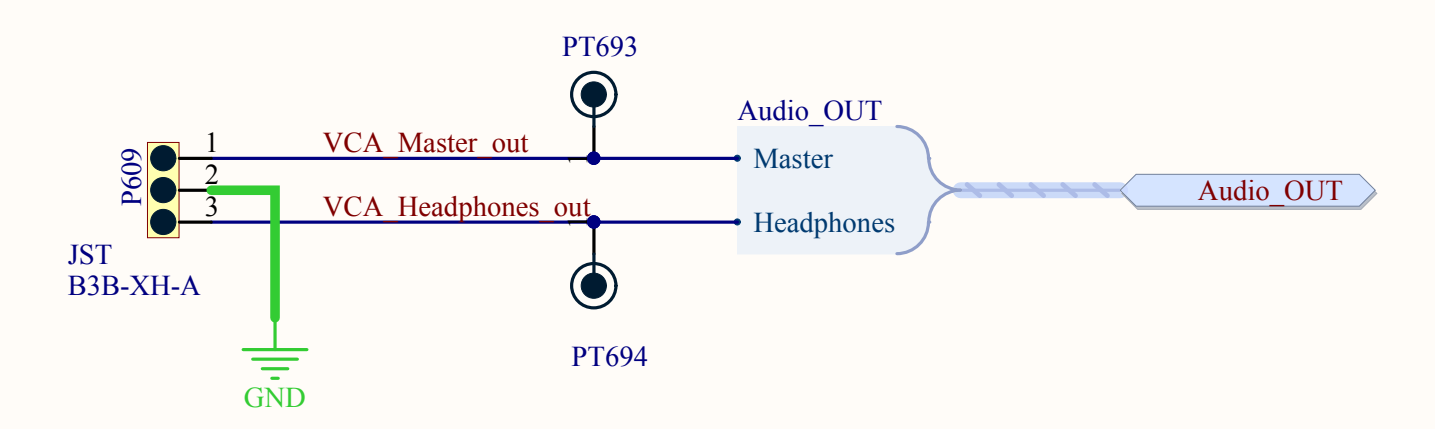 PT693
Audio_OUT
1
VCA_Master_out
Master
P609
2
Audio_OUT
3
VCA_Headphones_out
Headphones
JST
B3B-XH-A
PT694
GND